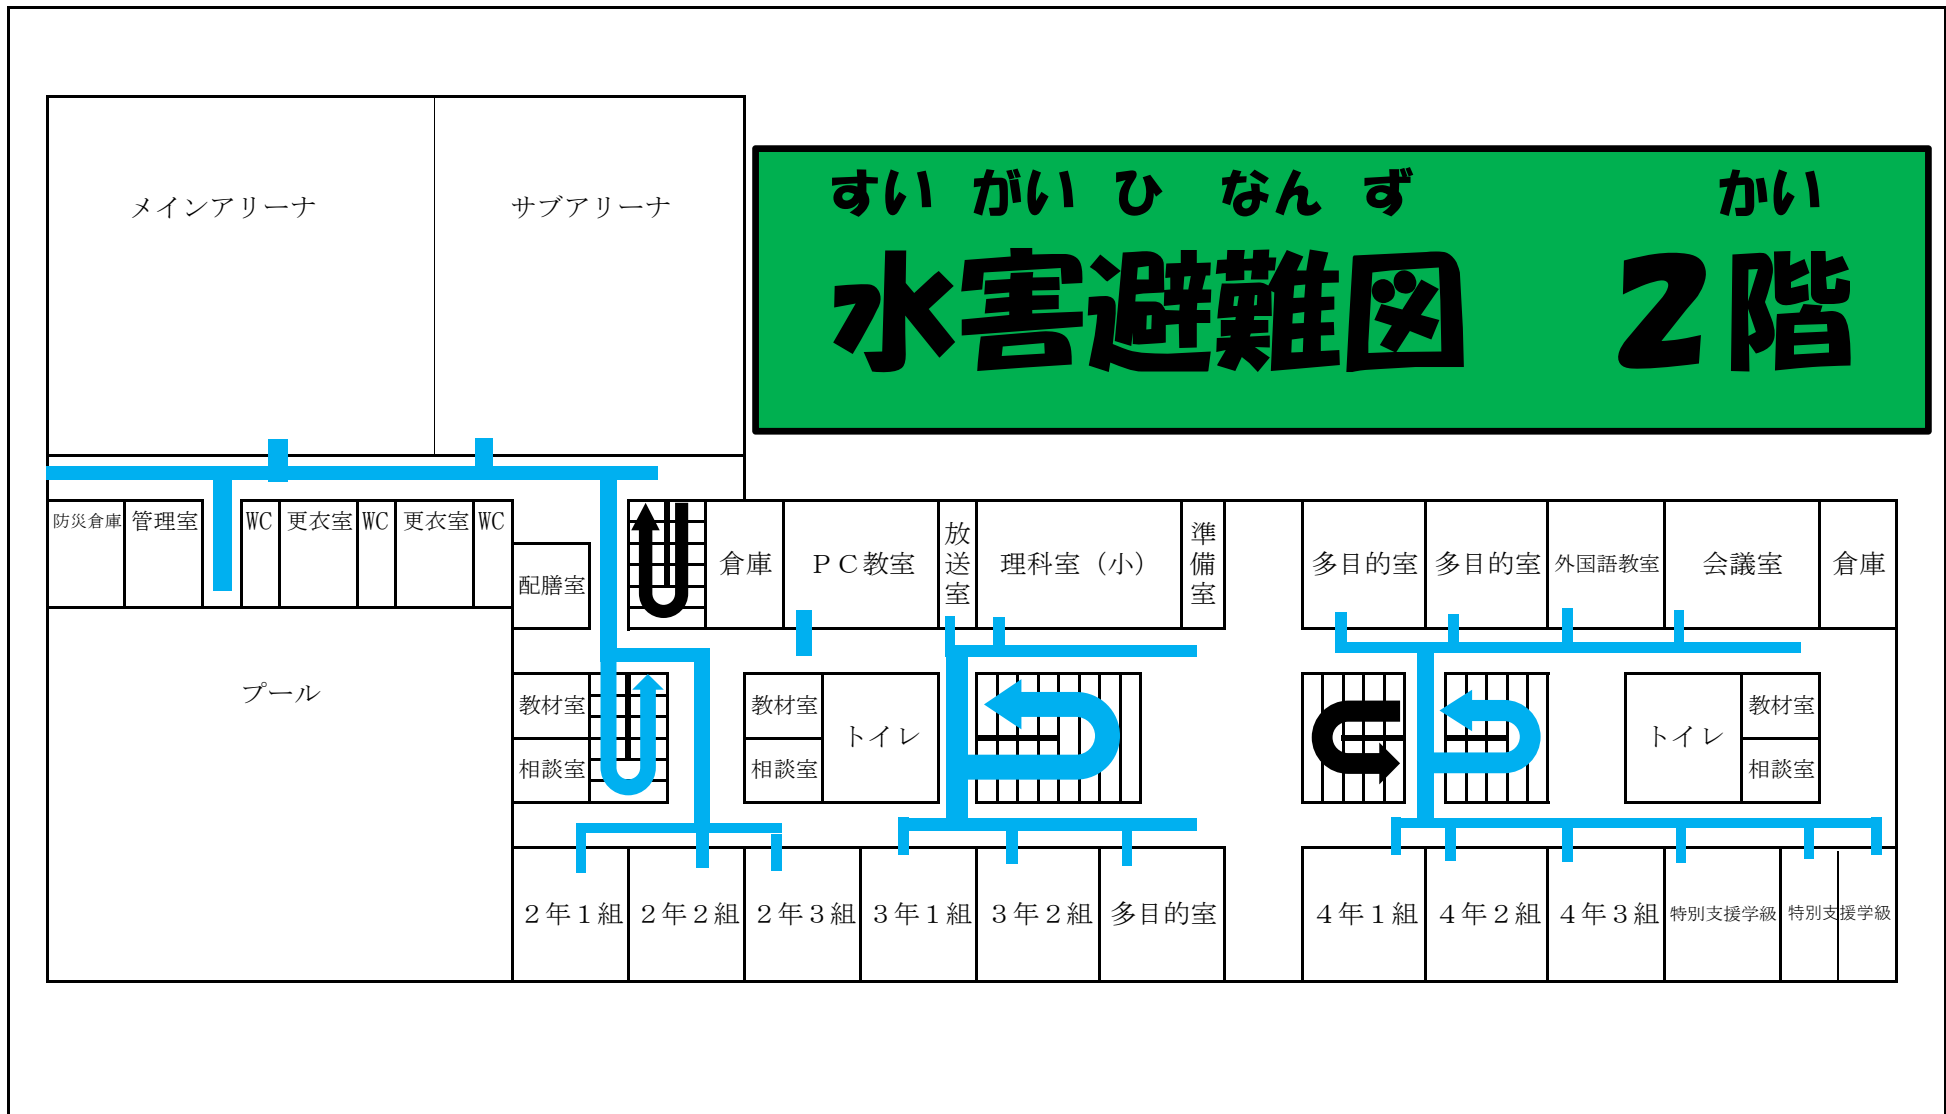 すい がい ひ なん ず かい
水害避難図 ２階
メインアリーナ
サブアリーナ
防災倉庫
管理室
WC
更衣室
WC
更衣室
WC
配膳室
倉庫
ＰＣ教室
放送室
理科室（小）
準備室
多目的室
多目的室
外国語教室
会議室
倉庫
プール
教材室
相談室
教材室
相談室
トイレ
トイレ
教材室
相談室
２年１組
２年２組
２年３組
３年１組
３年２組
多目的室
４年１組
４年２組
４年３組
特別支援学級
特別支援学級